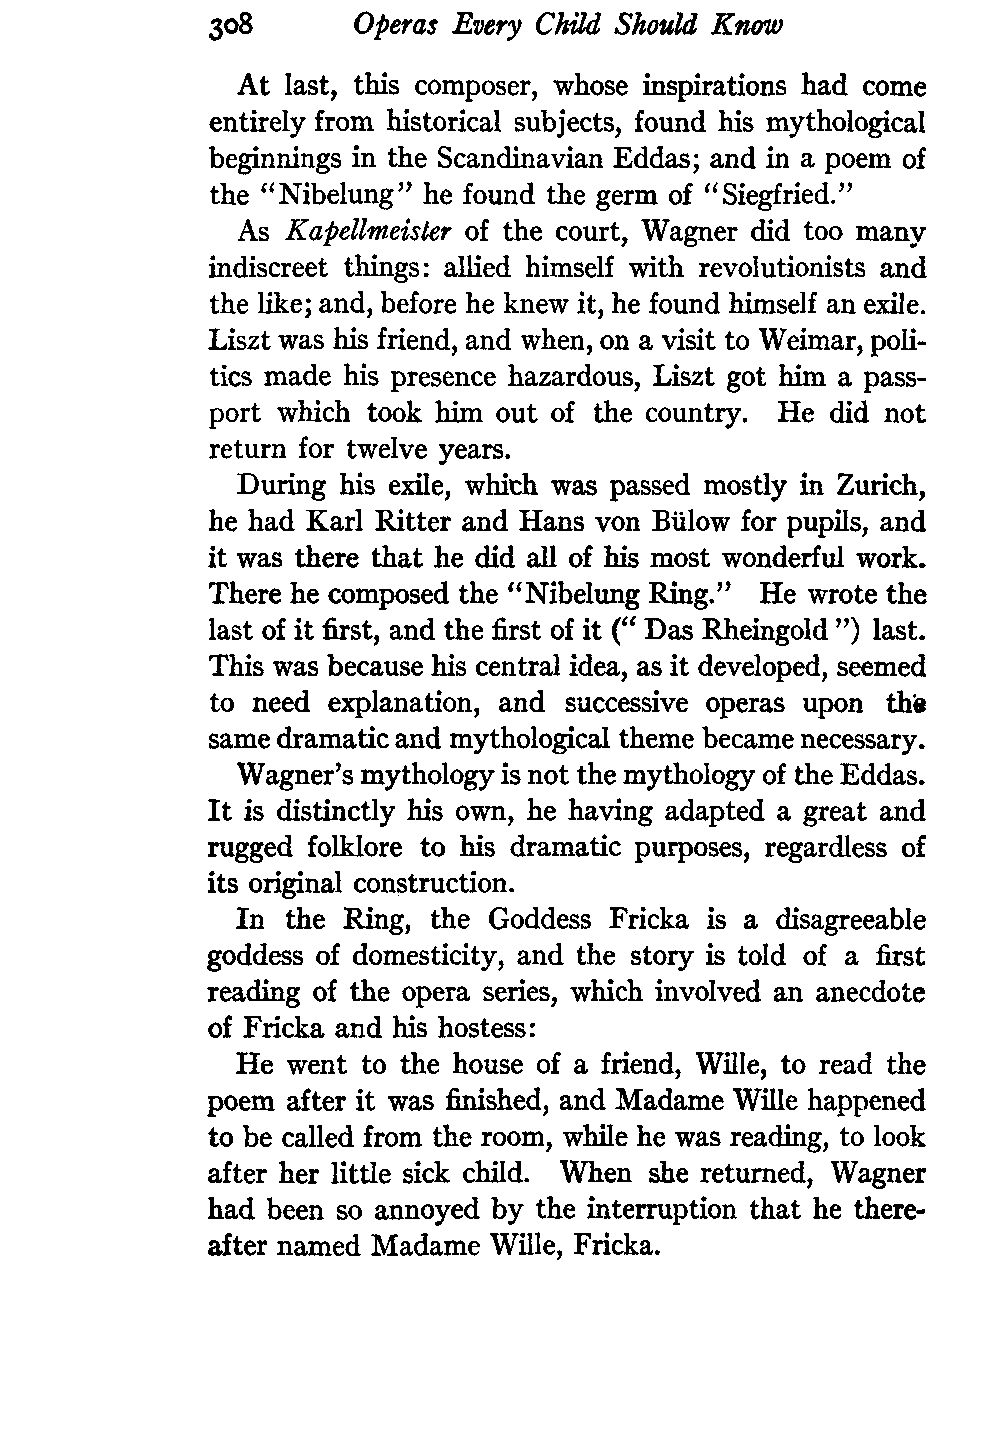 308 Operas Every Child Should Know
At last, this composer, whose inspirations had come
entirely from historical subjects, found his mythological
beginnings in the Scandinavian Eddas; and in a poem of
the "Nibelung" he found the germ of "Siegfried."
As Kapellmeister of the court, Wagner did too many
indiscreet things: allied himself with revolutionists and
the like; and, before he knew it, he found himself an exile.
Liszt was his friend, and when, on a visit to Weimar, poli-
tics made his presence hazardous, Liszt got him a pass-
port which took him out of the country. He did not
return for twelve years.
During his exile, which was passed mostly in Zurich,
he had Karl Ritter and Hans von Bülow for pupils, and
it was there that he did all of his most wonderful work.
There he composed the "Nibelung Ring." He wrote the
last of it first, and the first of it (" Das Rheingold ") last.
This was because his central idea, as it developed, seemed
to need explanation, and successive operas upon the
same dramatic and mythological theme became necessary.
Wagner's mythology is not the mythology of the Eddas.
It is distinctly his own, he having adapted a great and
rugged folklore to his dramatic purposes, regardless of
its original construction.
In the Ring, the Goddess Fricka is a disagreeable
goddess of domesticity, and the story is told of a first
reading of the opera series, which involved an anecdote
of Fricka and his hostess:
He went to the house of a friend, Wille, to read the
poem after it was finished, and Madame Wille happened
to be called from the room, while he was reading, to look
after her little sick child. When she returned, Wagner
had been so annoyed by the interruption that he there-
after named Madame Wille, Fricka.